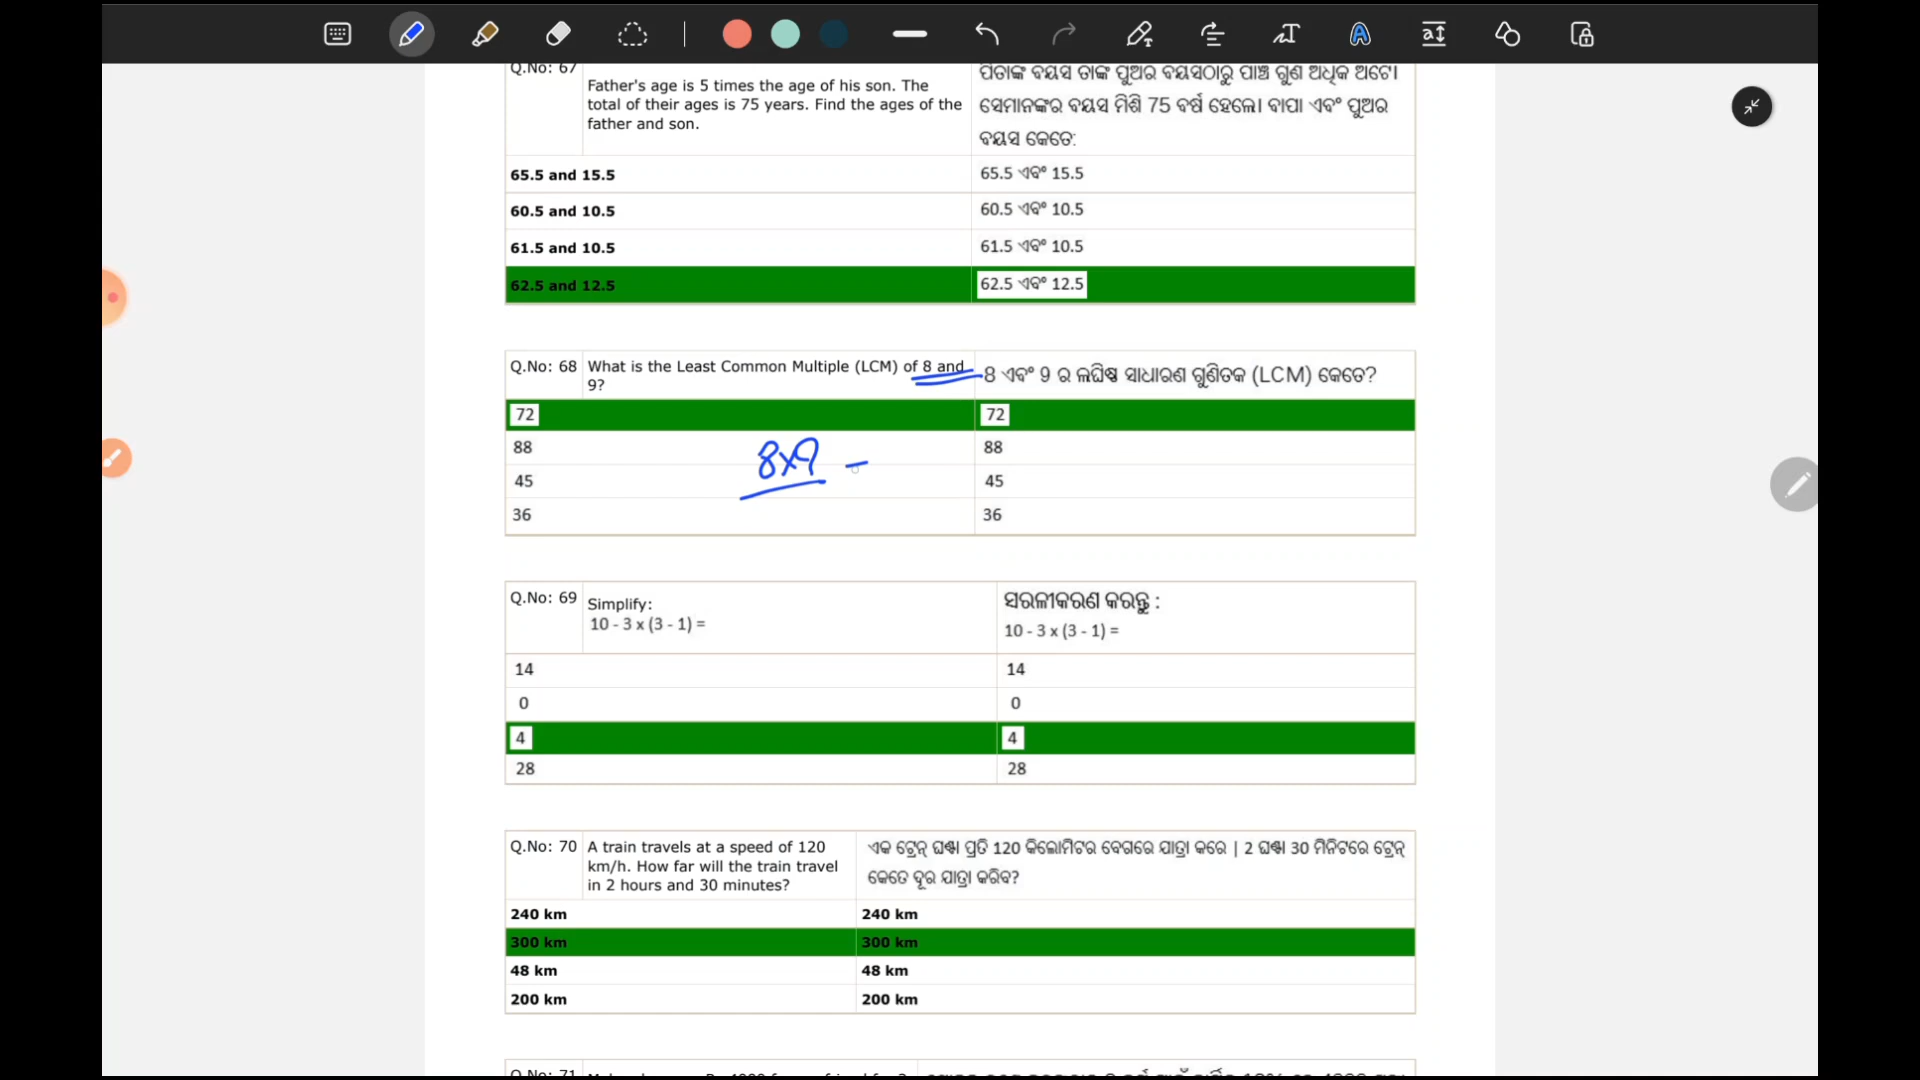 Q.No: 67
Father's age is 5 times the age of his son. The
total of their ages is 75 years. Find the ages of the
father and son.
ପିତାଙ୍କ ବୟସ ତାଙ୍କ ପୁଅର ବୟସଠାରୁ ପାଞ୍ଚ ଗୁଣ ଅଧିକ ଅଟେ।
ସେମାନଙ୍କର ବୟସ ମିଶି 75 ବର୍ଷ ହେଲେ। ବାପା ଏବଂ ପୁଅର
ବୟସ କେତେ:
65.5 and 15.5
65.5 ଏବଂ 15.5
60.5 and 10.5
60.5 ଏବଂ 10.5
61.5 and 10.5
61.5 ଏବଂ 10.5
62.5 and 12.5
62.5 ଏବଂ 12.5
Q.No: 68
What is the Least Common Multiple (LCM) of 8 and
9?
8 ଏବଂ 9 ର ଲଘିଷ୍ଠ ସାଧାରଣ ଗୁଣିତକ (LCM) କେତେ?
72
72
88
88
8x9 -
45
45
36
36
Q.No: 69
Simplify:
10 - 3 x (3 - 1) =
ସରଳୀକରଣ କରନ୍ତୁ :
10 - 3 x (3 - 1) =
14
14
0
0
4
4
28
28
Q.No: 70
A train travels at a speed of 120
km/h. How far will the train travel
in 2 hours and 30 minutes?
ଏକ ଟ୍ରେନ୍ ଘଣ୍ଟା ପ୍ରତି 120 କିଲୋମିଟର ବେଗରେ ଯାତ୍ରା କରେ | 2 ଘଣ୍ଟା 30 ମିନିଟରେ ଟ୍ରେନ୍
କେତେ ଦୂର ଯାତ୍ରା କରିବ?
240 km
240 km
300 km
300 km
48 km
48 km
200 km
200 km
Q.No: 71